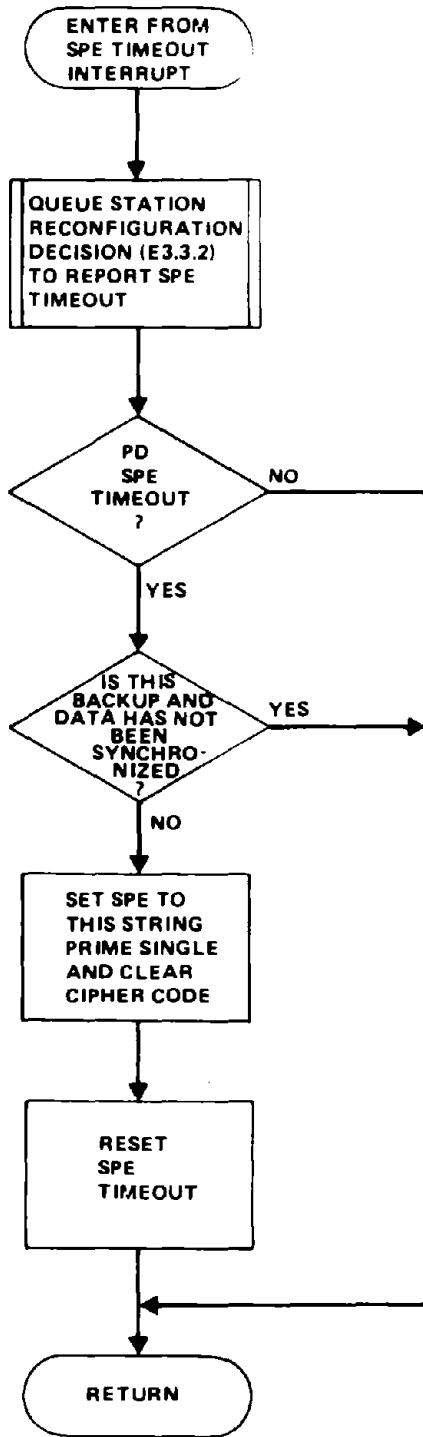 ENTER FROM
SPE TIMEOUT
INTERRUPT
QUEUE STATION
RECONFIGURATION
DECISION (E3.3.2)
TO REPORT SPE
TIMEOUT
PD
SPE
TIMEOUT
?
NO
YES
IS THIS
BACKUP AND
DATA HAS NOT
BEEN
SYNCHRO-
NIZED
?
YES
NO
SET SPE TO
THIS STRING
PRIME SINGLE
AND CLEAR
CIPHER CODE
RESET
SPE
TIMEOUT
RETURN